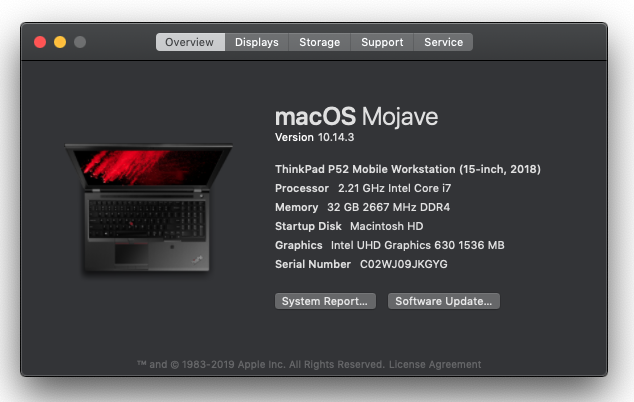 Overview Displays Storage Support Service
macOS Mojave
Version 10.14.3
ThinkPad P52 Mobile Workstation (15-inch, 2018)
Processor 2.21 GHz Intel Core i7
Memory 32 GB 2667 MHz DDR4
Startup Disk Macintosh HD
Graphics Intel UHD Graphics 630 1536 MB
Serial Number C02WJ09JKGYG
System Report... Software Update...
™ and © 1983-2019 Apple Inc. All Rights Reserved. License Agreement